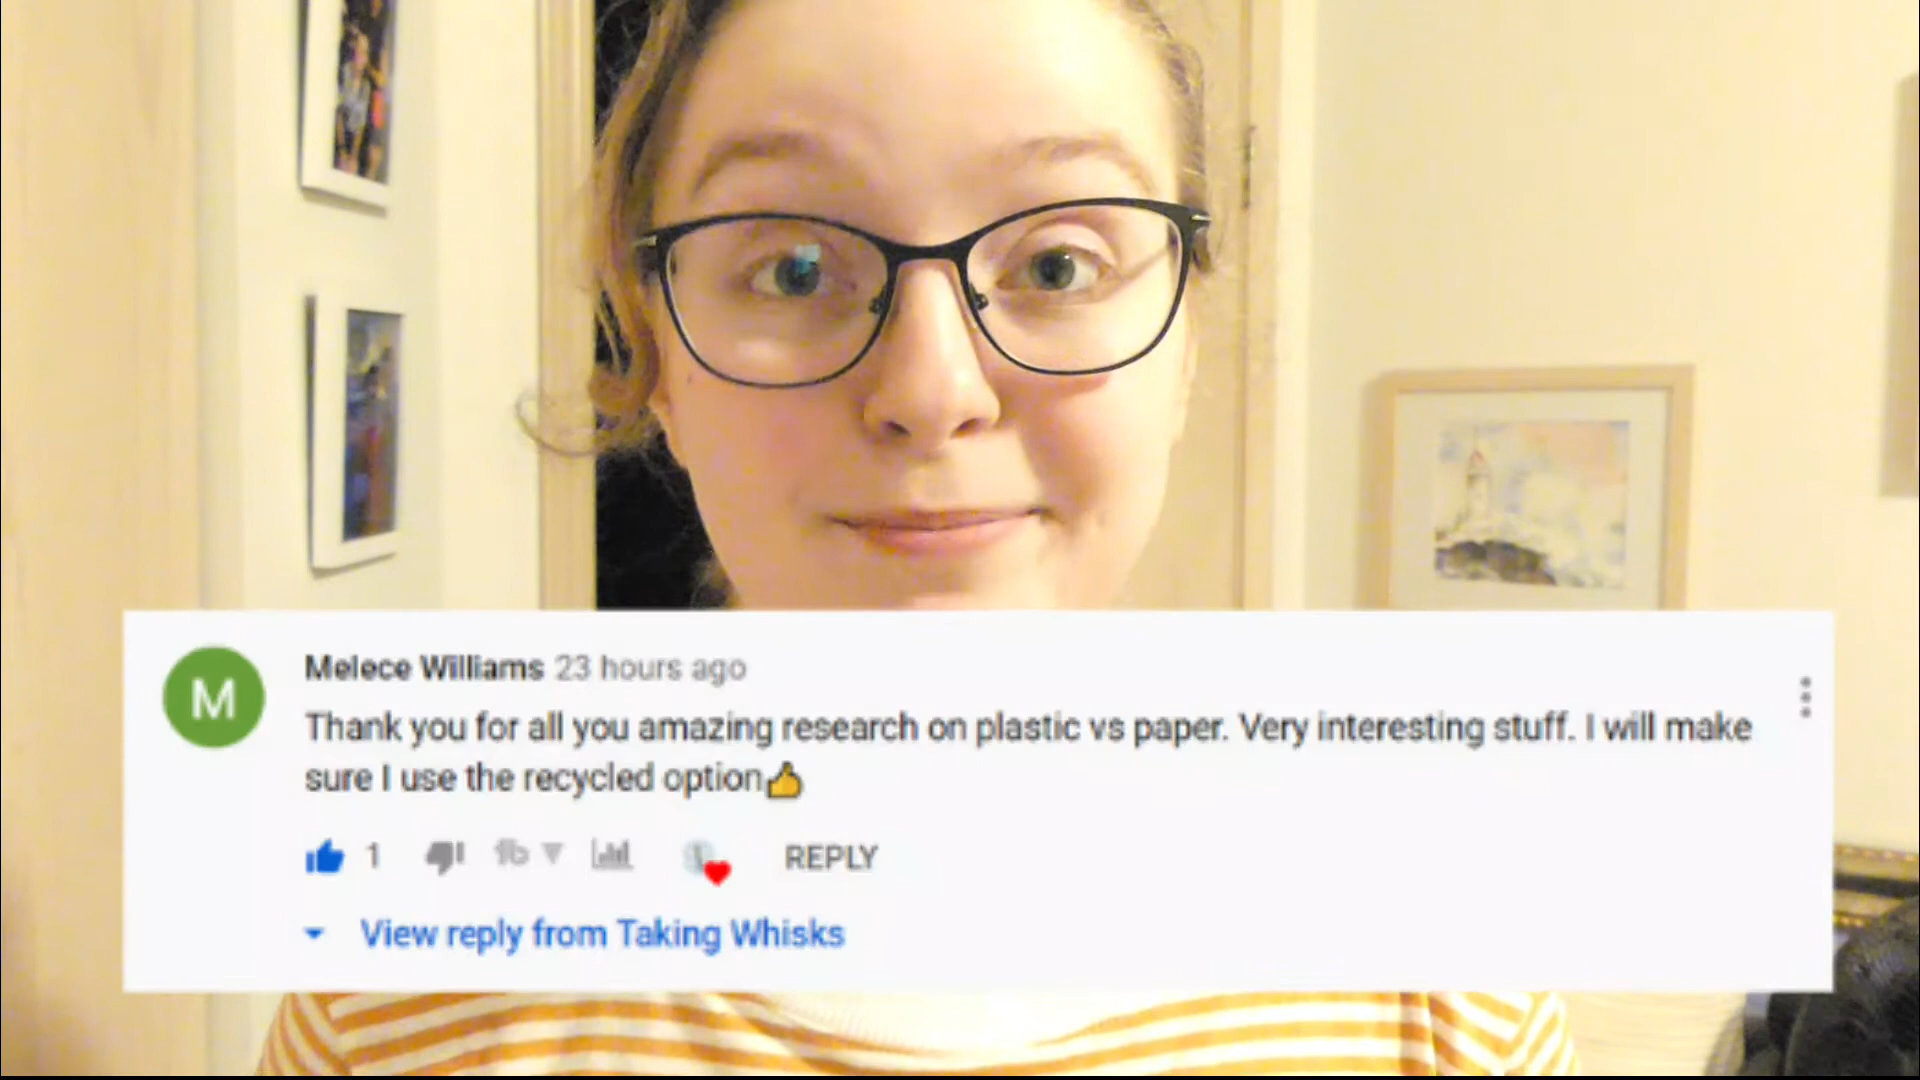 M
Melece Williams 23 hours ago
Thank you for all you amazing research on plastic vs paper. Very interesting stuff. I will make
sure I use the recycled option👍
1
REPLY
View reply from Taking Whisks